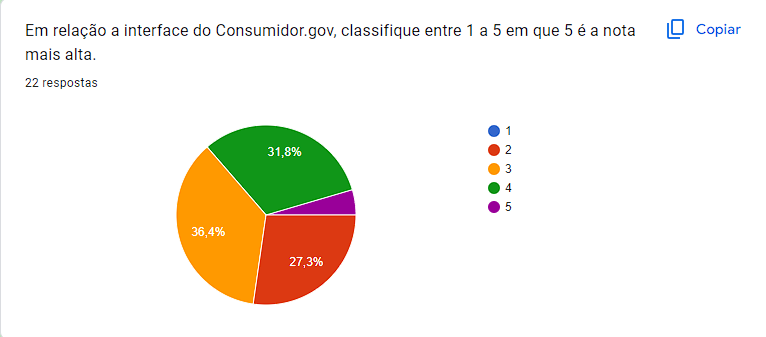 Em relação a interface do Consumidor.gov, classifique entre 1 a 5 em que 5 é a nota
mais alta.
Copiar
22 respostas
31,8%
36,4%
27,3%
1
2
3
4
5